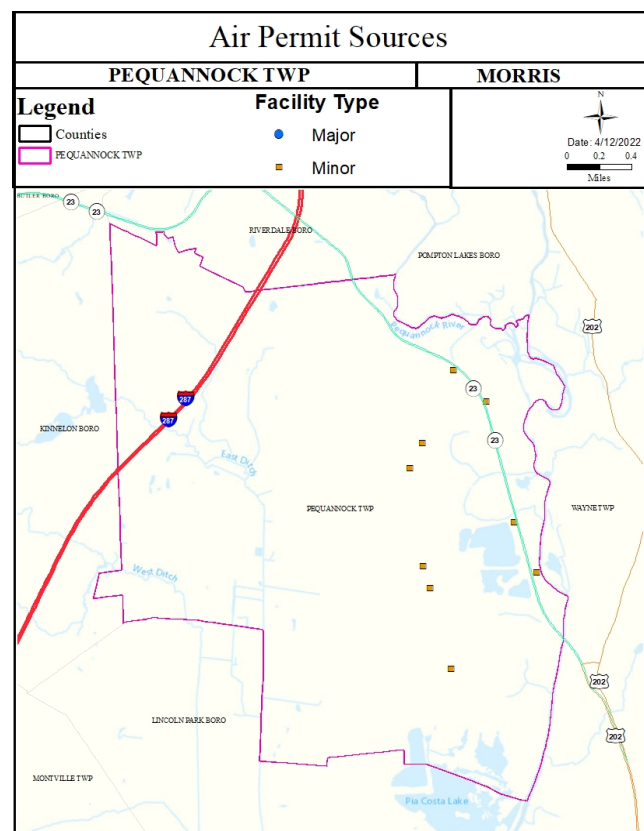 Air Permit Sources
PEQUANNOCK TWP
MORRIS
Legend
Counties
PEQUANNOCK TWP
Facility Type
Major
Minor
N
Date: 4/12/2022
0 0.2 0.4
Miles
23
23
RIVERDALE BORO
POMPTON LAKES BORO
Pequannock River
202
23
287
287
KINNELON BORO
23
East Ditch
PEQUANNOCK TWP
WAYNE TWP
West Ditch
202
LINCOLN PARK BORO
202
MONTVILLE TWP
Pia Costa Lake